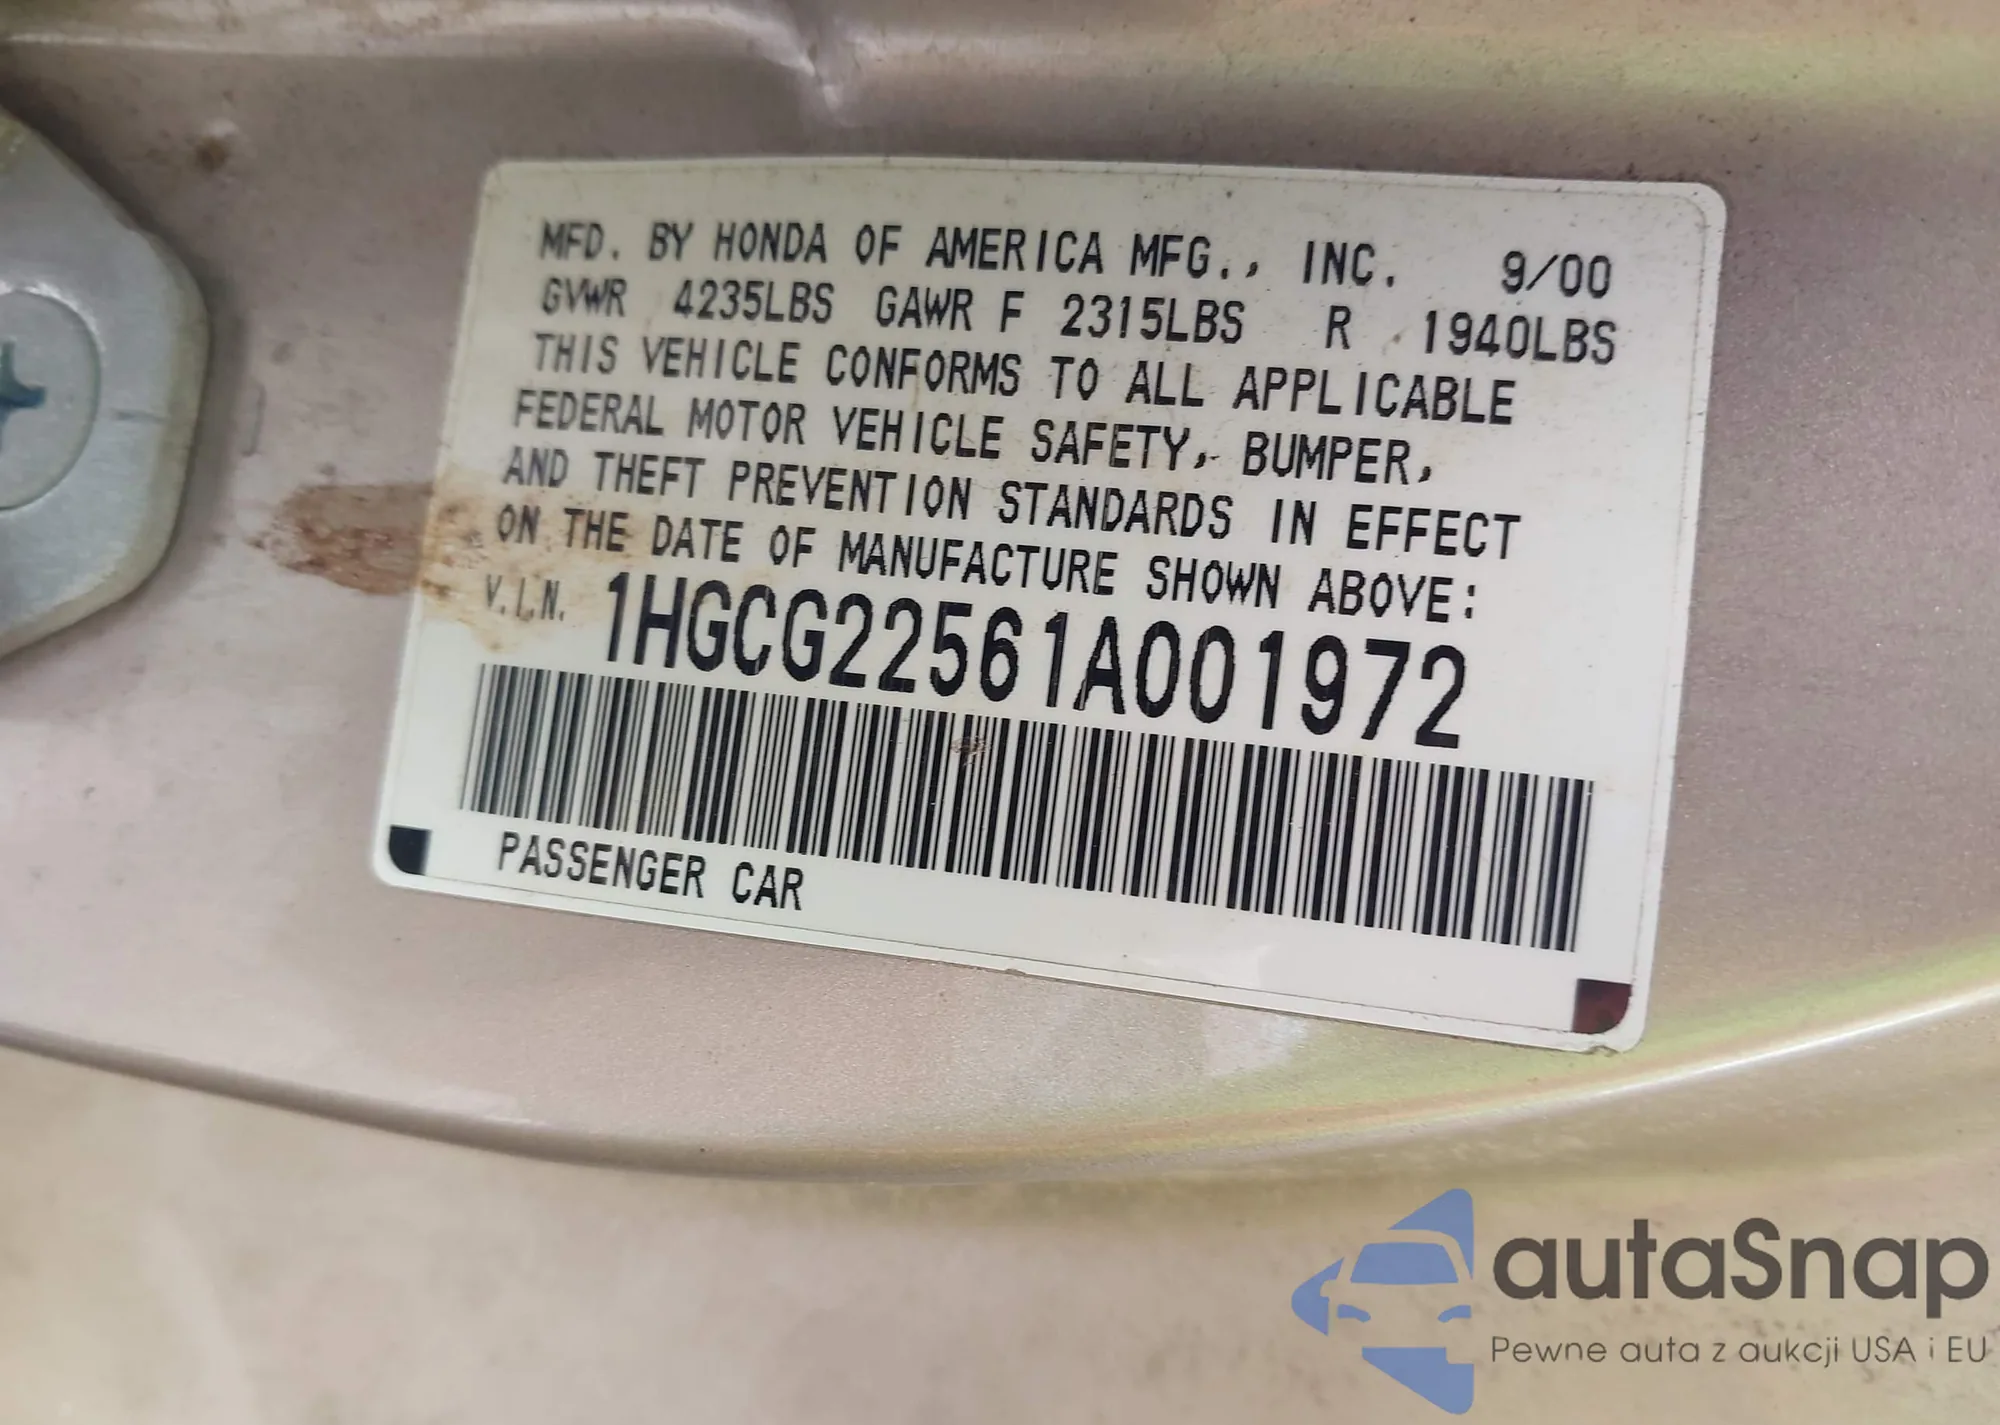 MFD. BY HONDA OF AMERICA MFG., INC. 9/00
GVWR 4235LBS GAWR F 2315LBS R 1940LBS
THIS VEHICLE CONFORMS TO ALL APPLICABLE
FEDERAL MOTOR VEHICLE SAFETY, BUMPER,
AND THEFT PREVENTION STANDARDS IN EFFECT
ON THE DATE OF MANUFACTURE SHOWN ABOVE:
V.I.N. 1HGCG22561A001972
PASSENGER CAR
autaSnap
Pewne auta z aukcji USA i EU